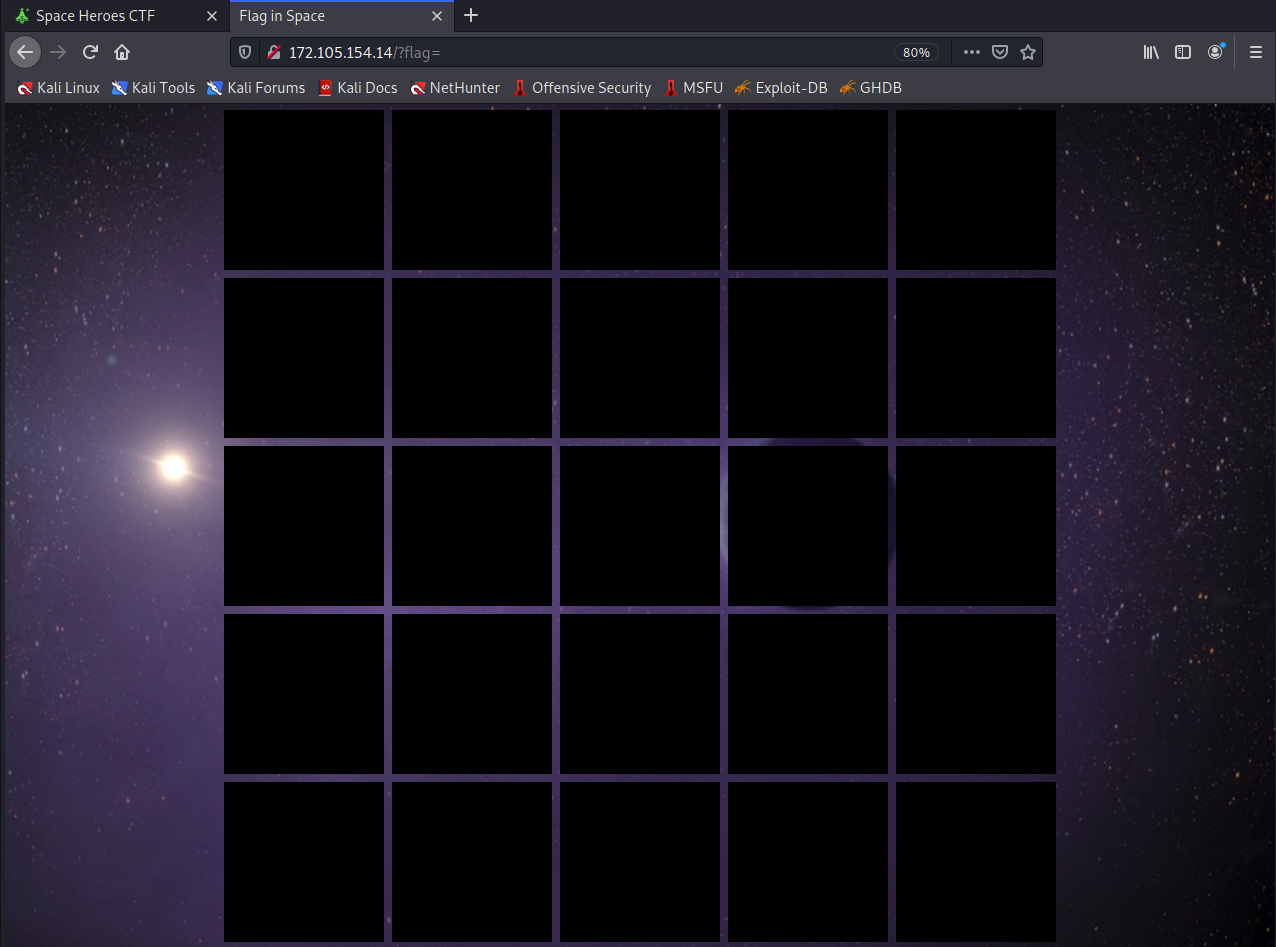 Space Heroes CTF
Flag in Space
172.105.154.14/?flag=
80%
Kali Linux
Kali Tools
Kali Forums
Kali Docs
NetHunter
Offensive Security
MSFU
Exploit-DB
GHDB